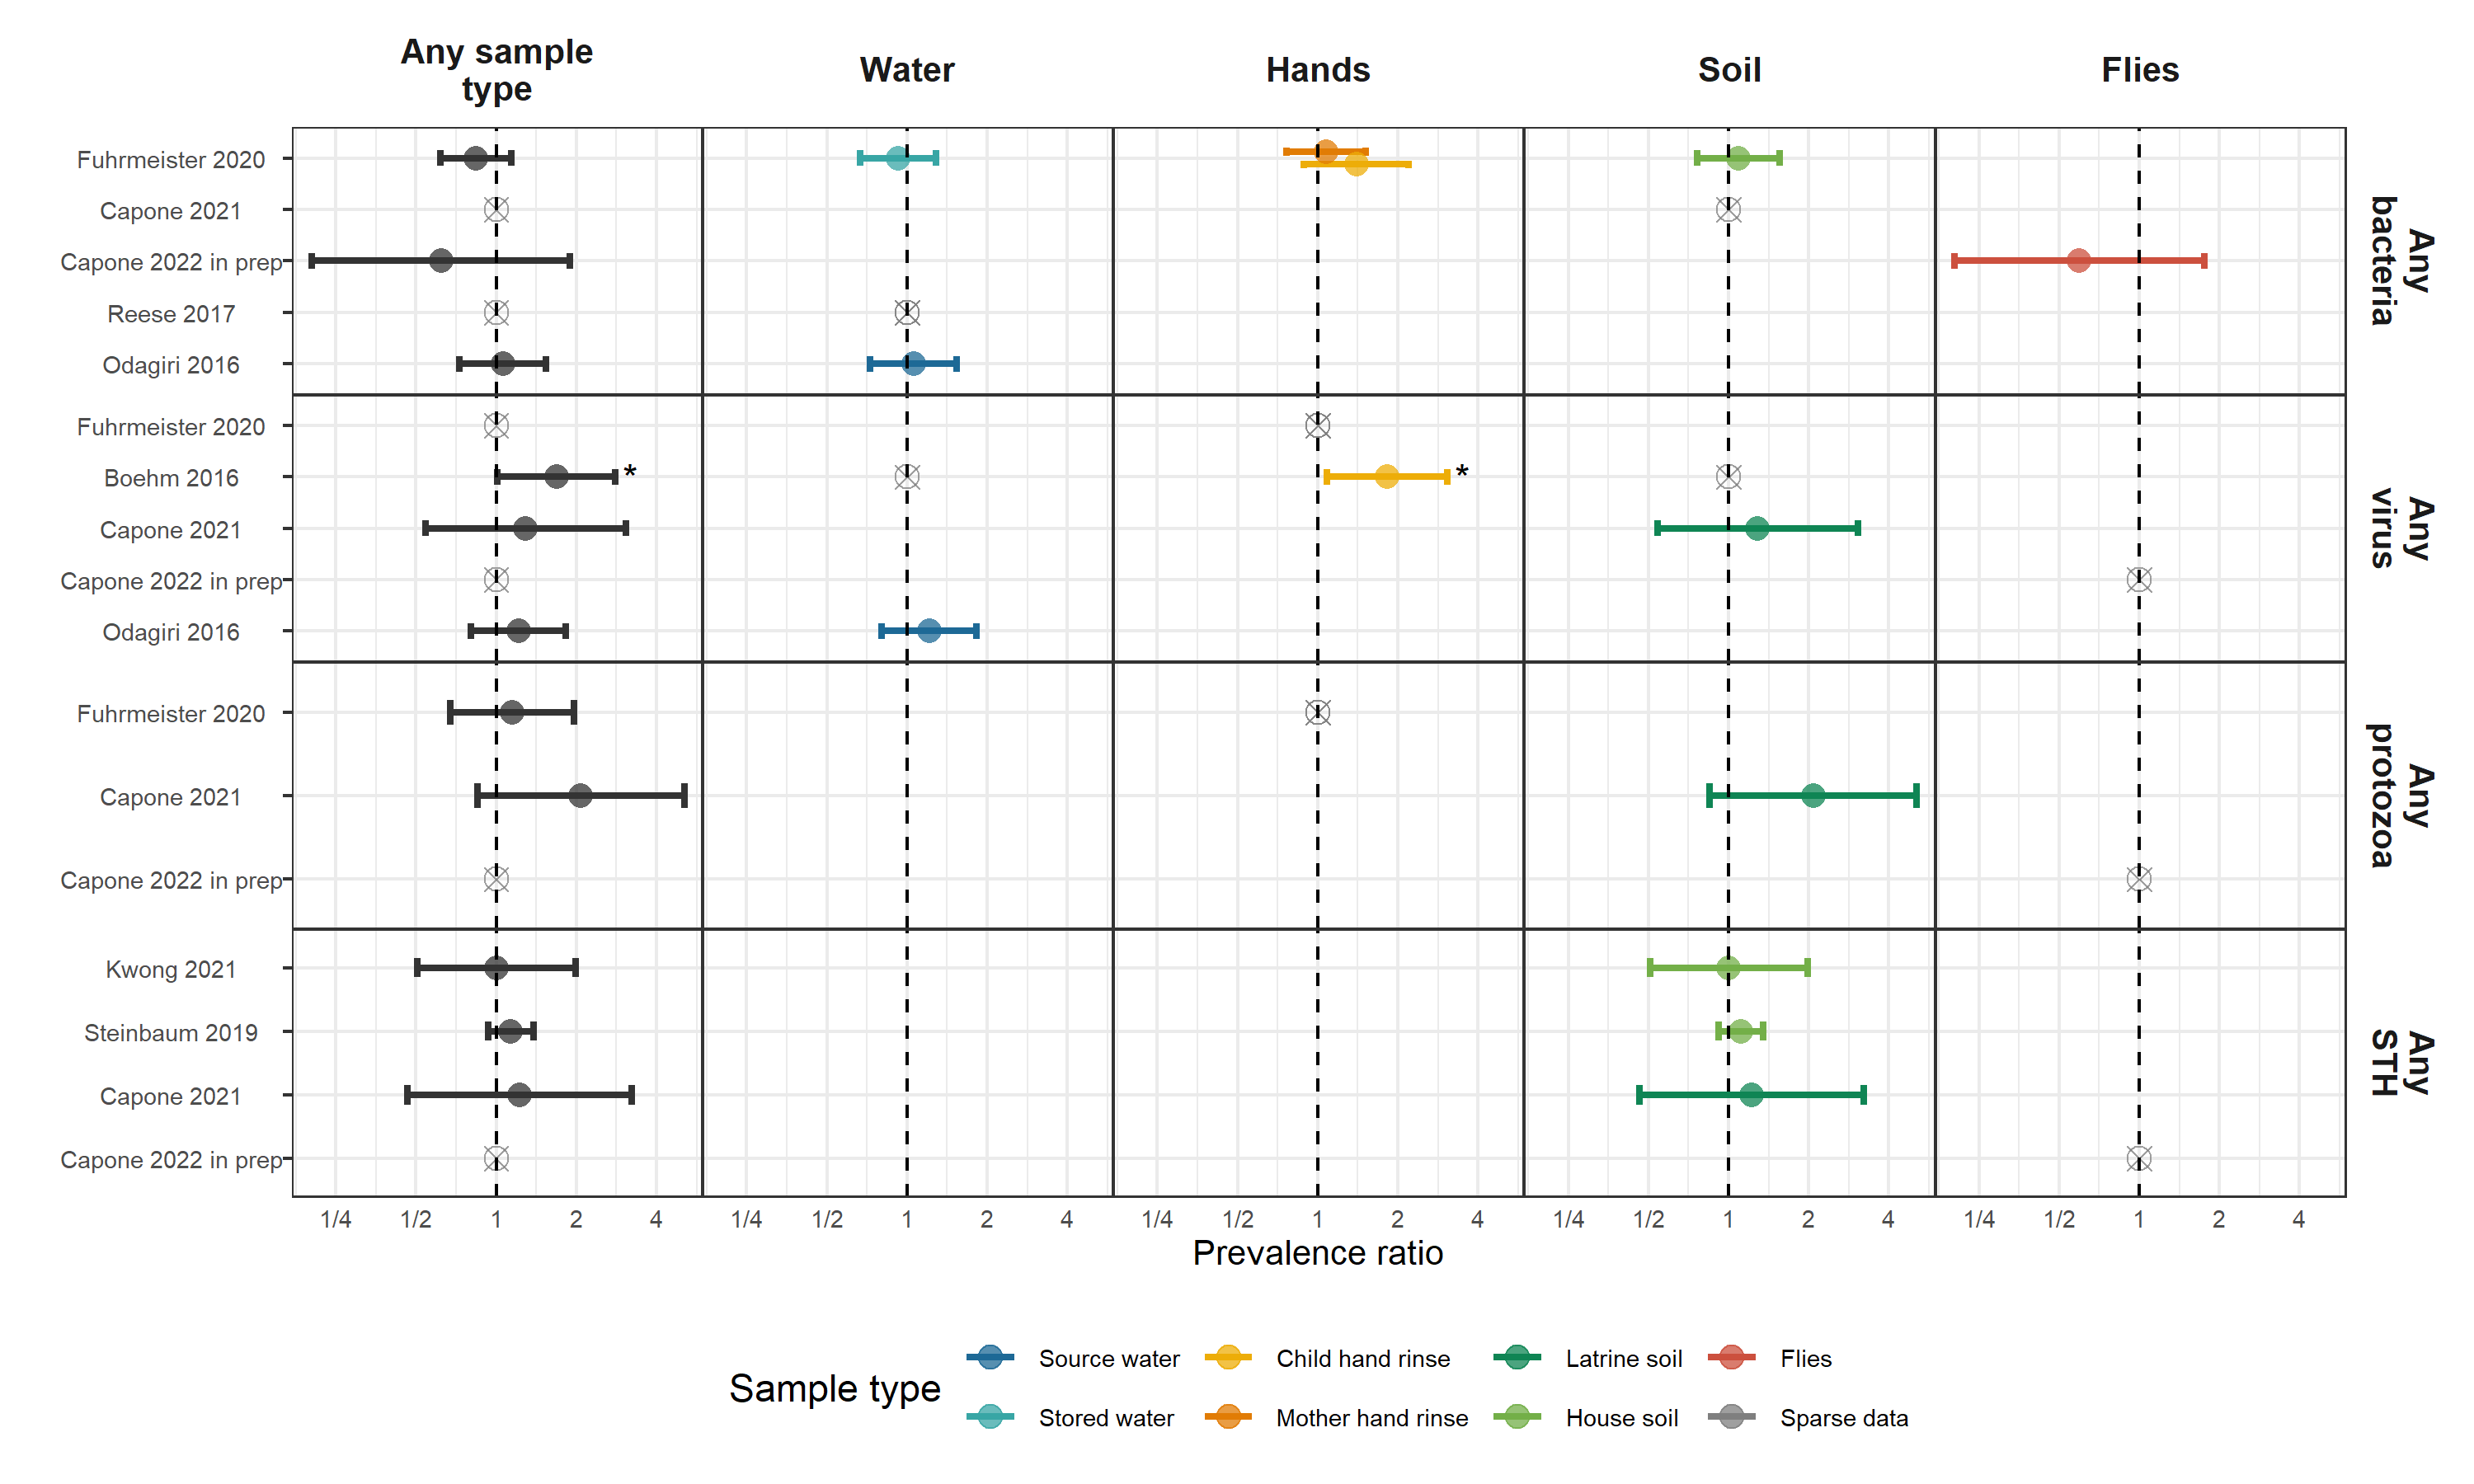 Any sample
type
Water
Hands
Soil
Flies
Fuhrmeister 2020
Capone 2021
Capone 2022 in prep
Reese 2017
Odagiri 2016
Any
bacteria
Fuhrmeister 2020
Boehm 2016
*
*
Capone 2021
Capone 2022 in prep
Odagiri 2016
Any
virus
Fuhrmeister 2020
Capone 2021
Capone 2022 in prep
Any
protozoa
Kwong 2021
Steinbaum 2019
Capone 2021
Capone 2022 in prep
Any
STH
1/4 1/2 1 2 4 1/4 1/2 1 2 4 1/4 1/2 1 2 4 1/4 1/2 1 2 4 1/4 1/2 1 2 4
Prevalence ratio
Sample type
Source water Child hand rinse Latrine soil Flies
Stored water Mother hand rinse House soil Sparse data